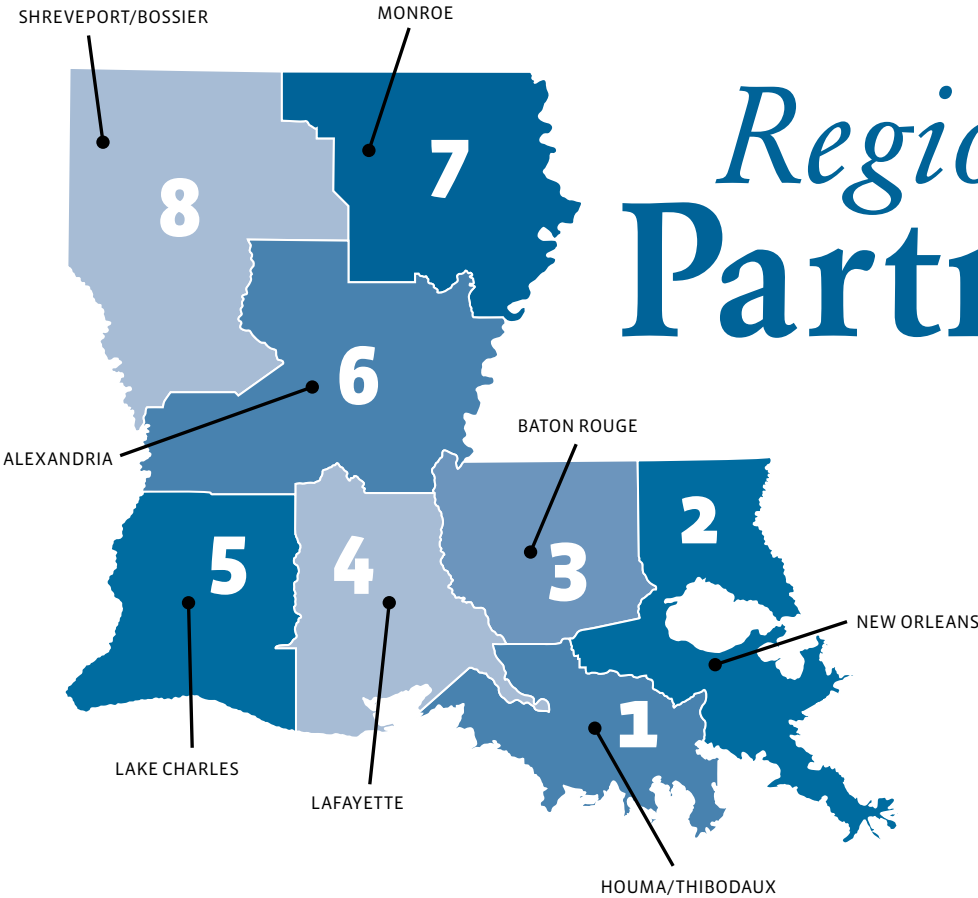 SHREVEPORT/BOSSIER
MONROE
Regio
Partn
7
8
6
ALEXANDRIA
BATON ROUGE
2
5
4
3
NEW ORLEANS
1
LAKE CHARLES
LAFAYETTE
HOUMA/THIBODAUX